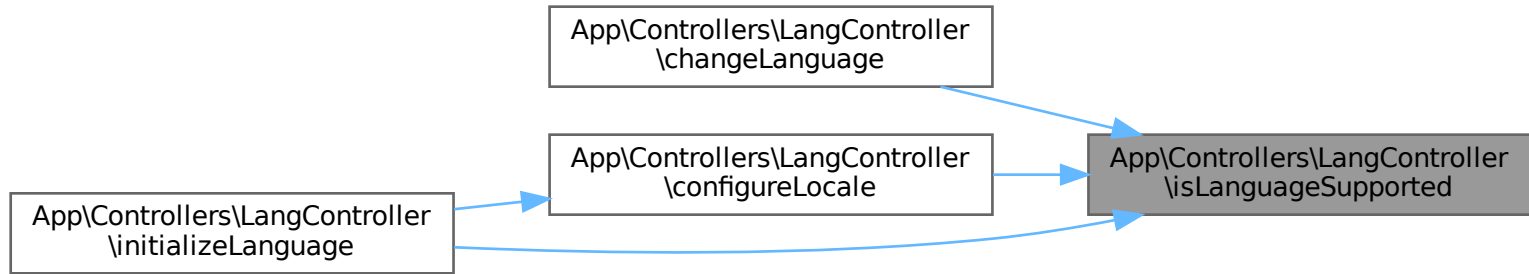 App\Controllers\LangController
\changeLanguage
App\Controllers\LangController
\configureLocale
App\Controllers\LangController
\isLanguageSupported
App\Controllers\LangController
\initializeLanguage